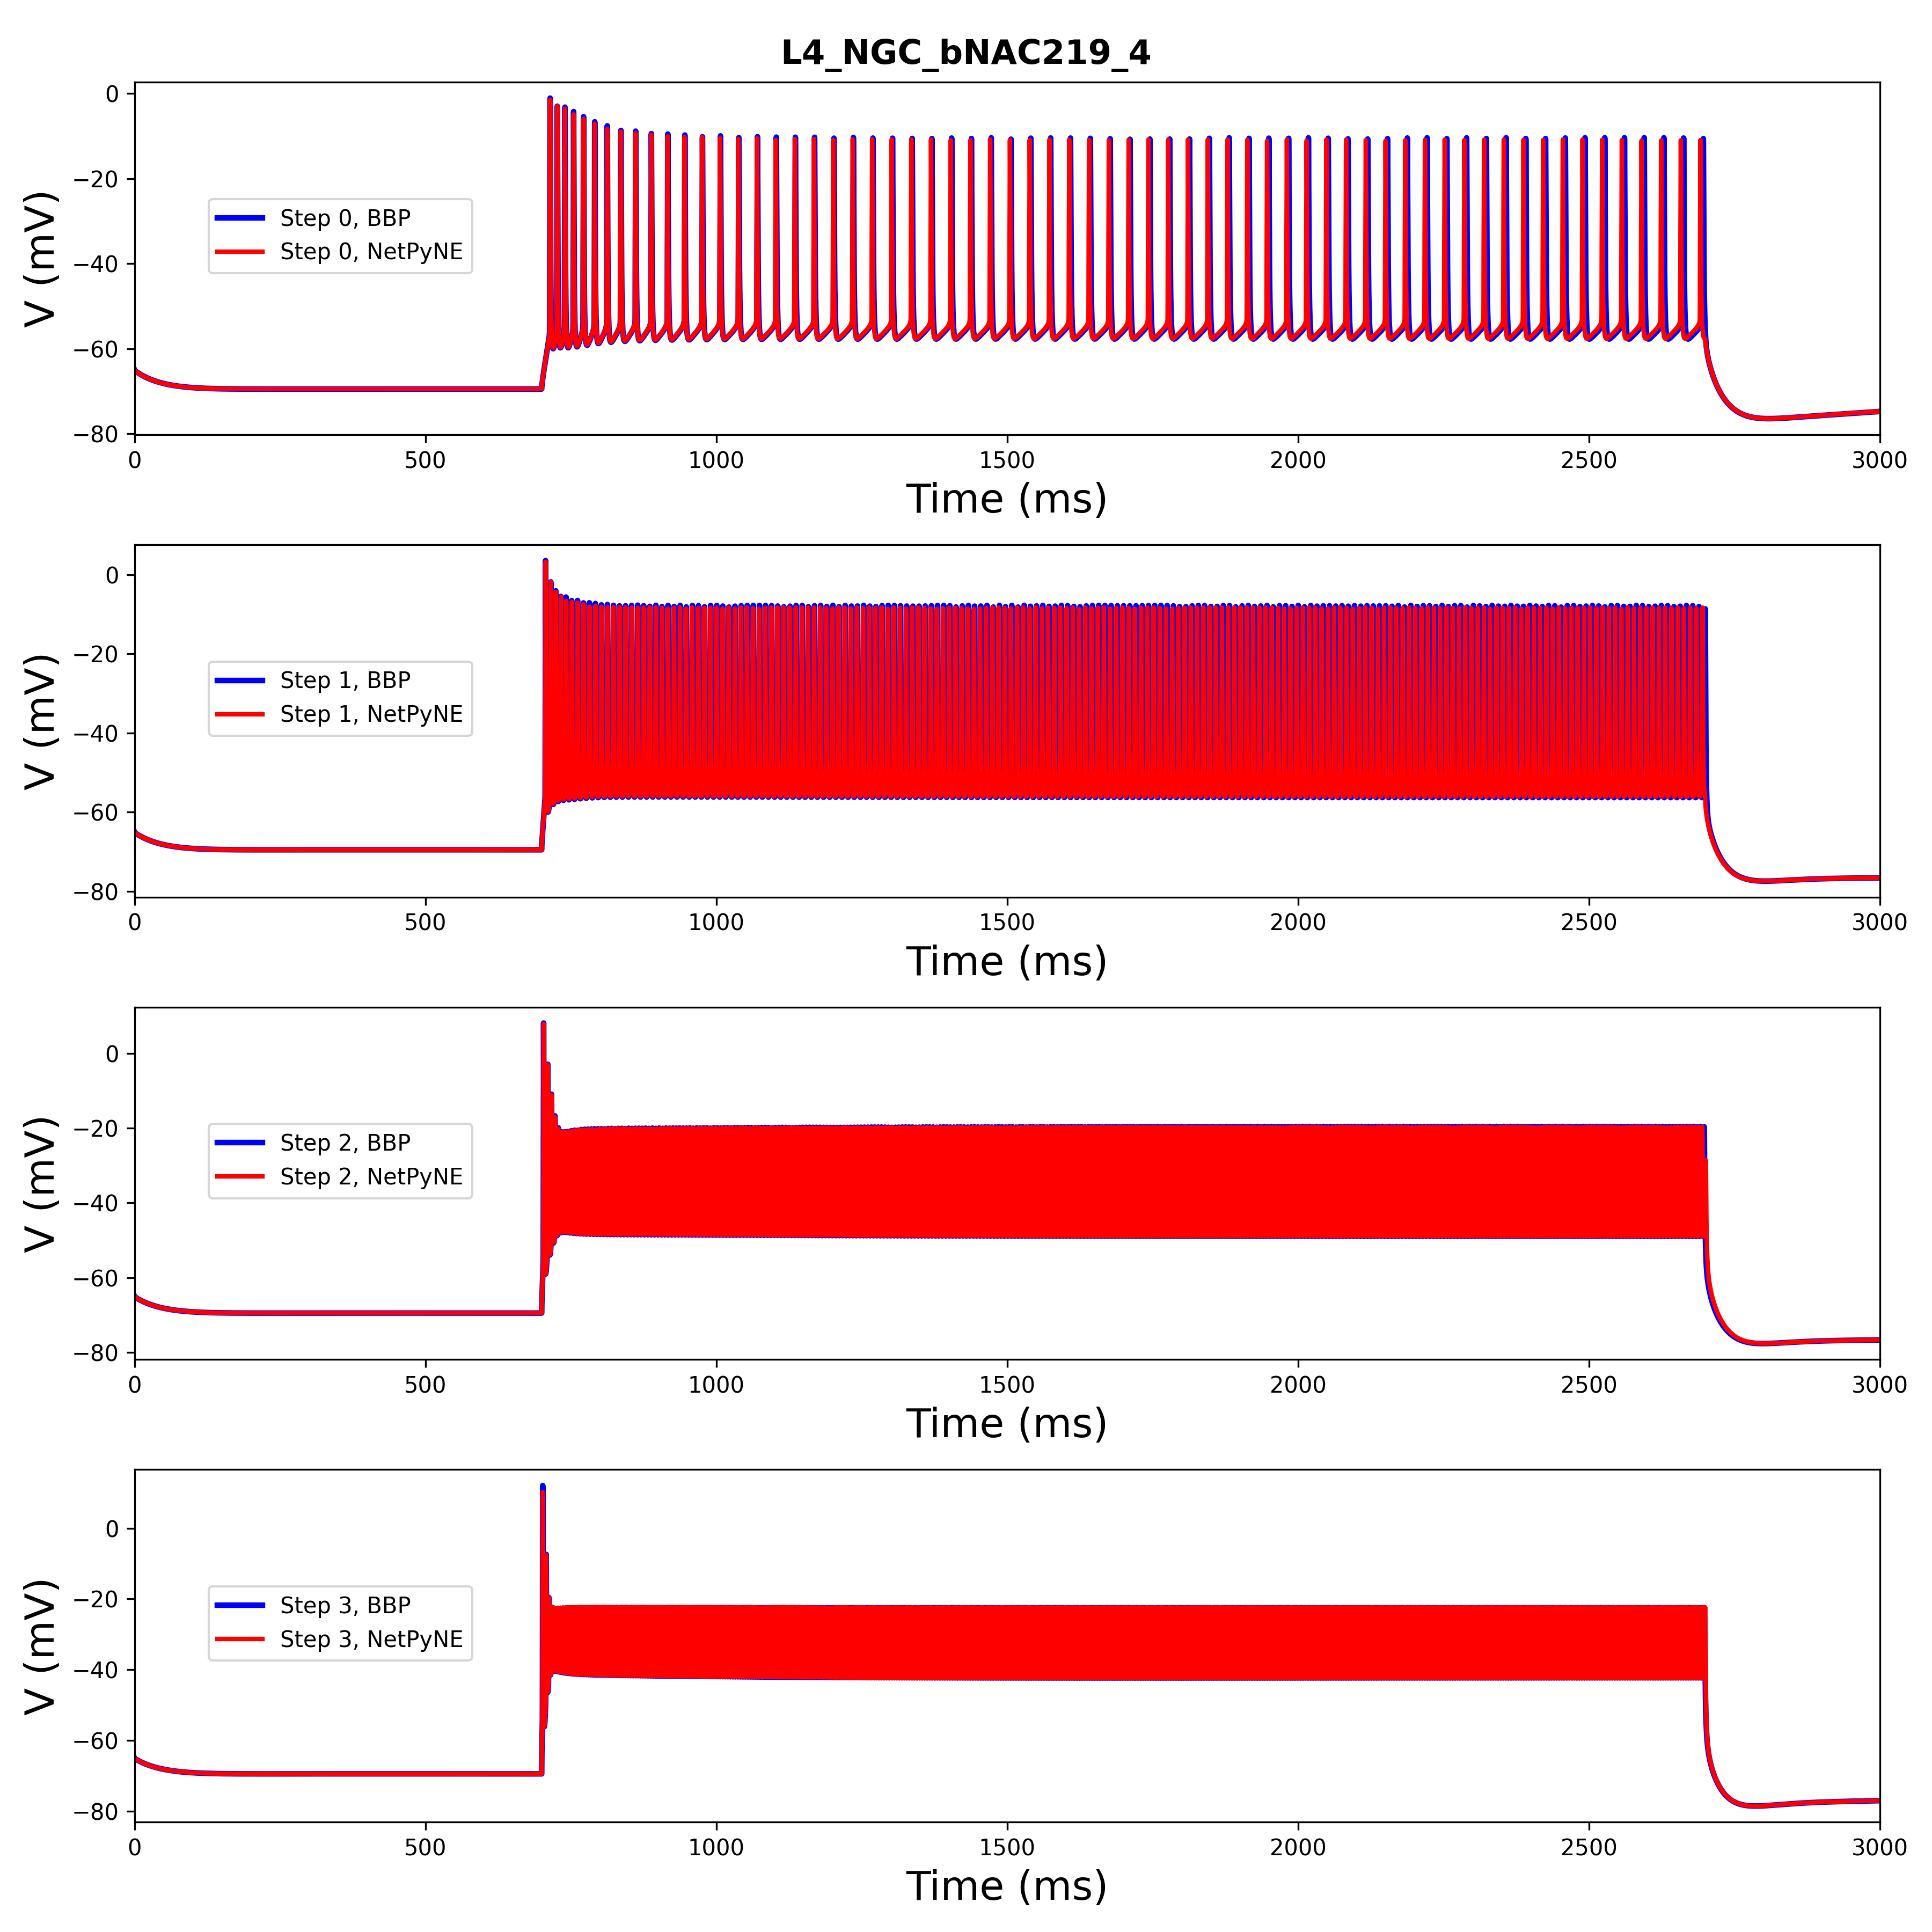 L4_NGC_bNAC219_4
0
−20
−40
−60
−80
V (mV)
Step 0, BBP
Step 0, NetPyNE
0 500 1000 1500 2000 2500 3000
Time (ms)
0
−20
−40
−60
−80
V (mV)
Step 1, BBP
Step 1, NetPyNE
0 500 1000 1500 2000 2500 3000
Time (ms)
0
−20
−40
−60
−80
V (mV)
Step 2, BBP
Step 2, NetPyNE
0 500 1000 1500 2000 2500 3000
Time (ms)
0
−20
−40
−60
−80
V (mV)
Step 3, BBP
Step 3, NetPyNE
0 500 1000 1500 2000 2500 3000
Time (ms)